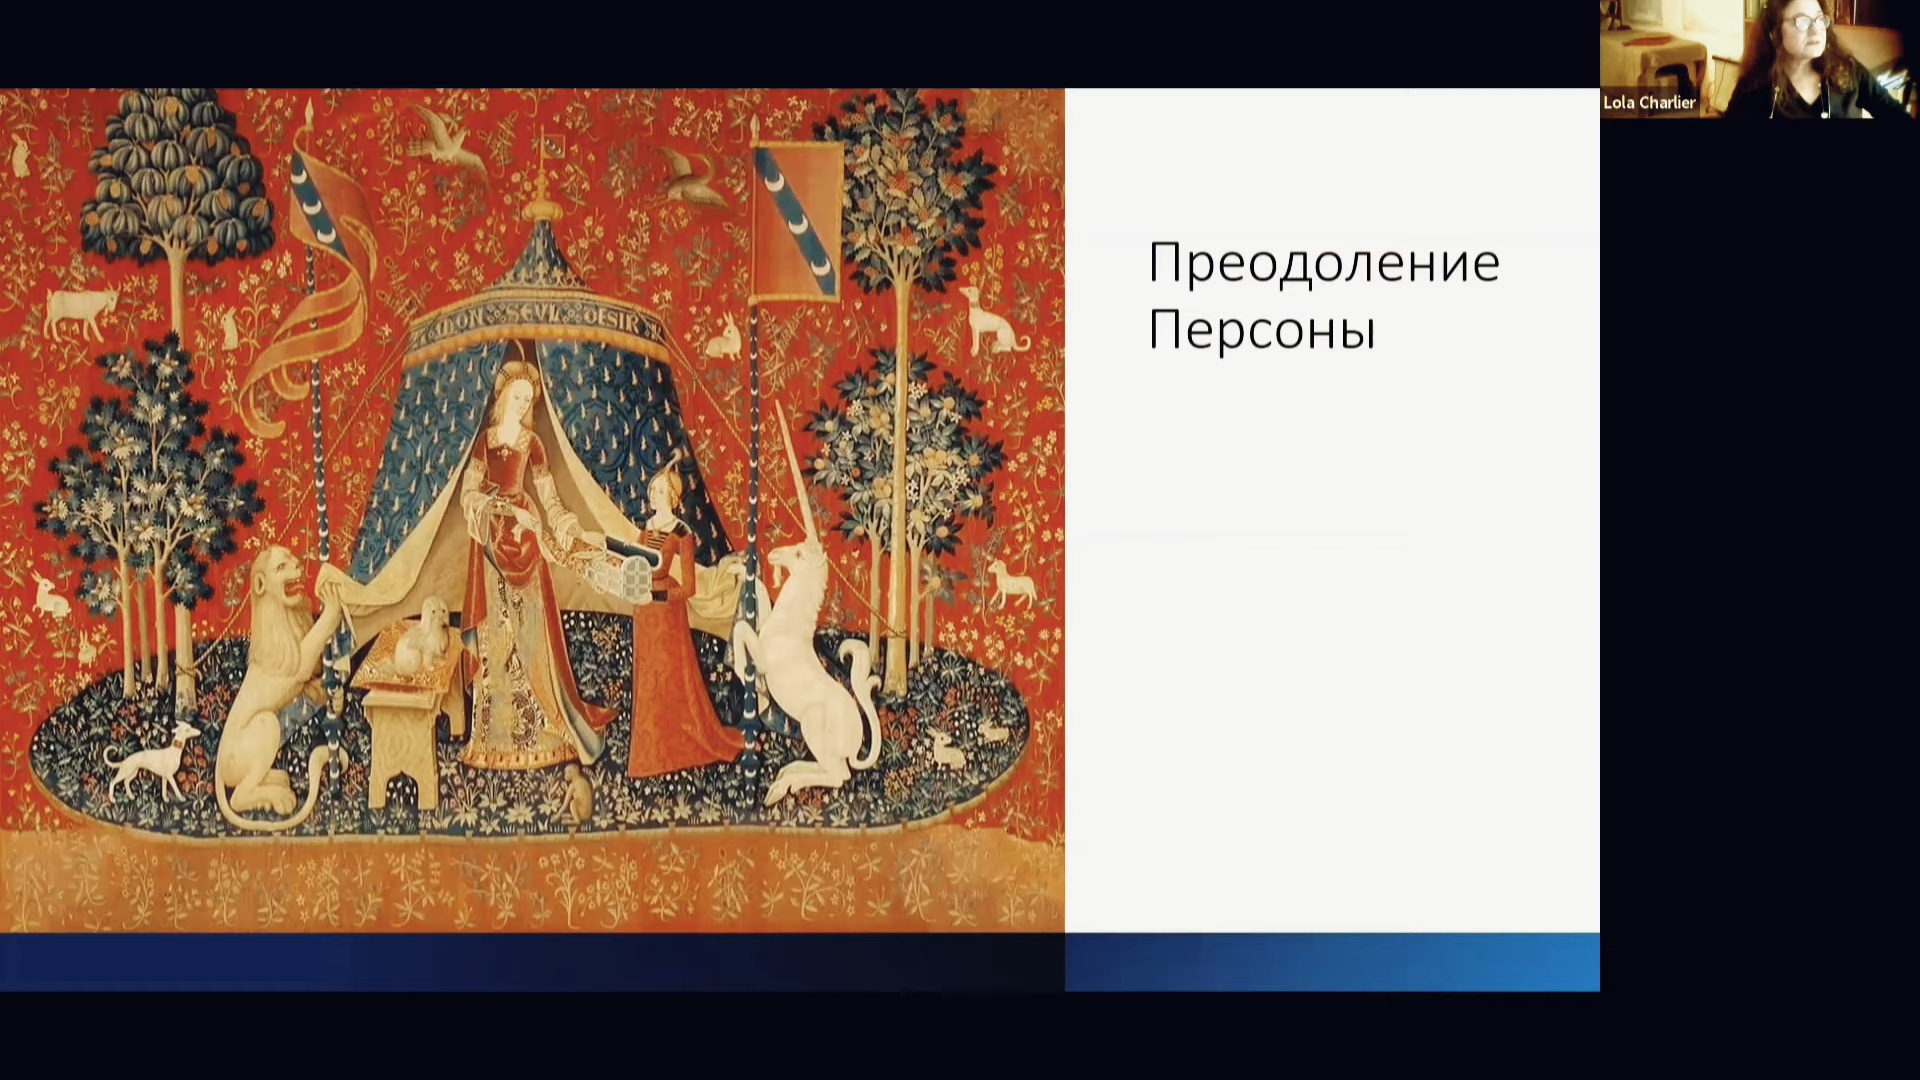 Lola Charlier
MON SEUL DESIR
Преодоление
Персоны